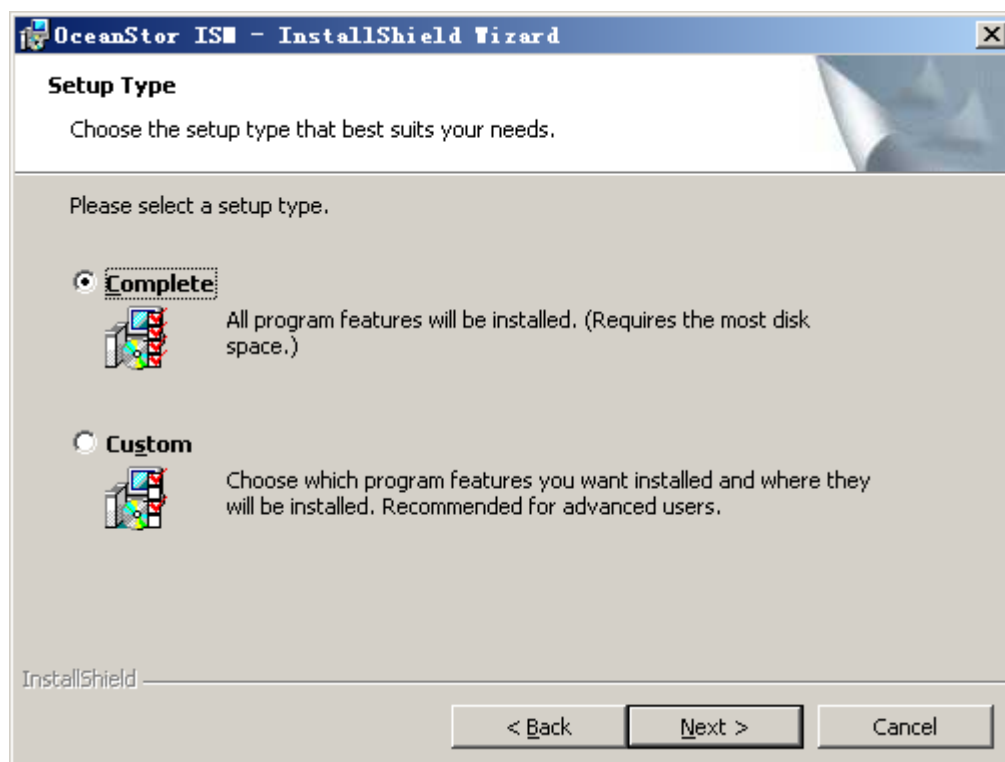 OceanStor ISM - InstallShield Wizard
Setup Type
Choose the setup type that best suits your needs.
Please select a setup type.
Complete
All program features will be installed. (Requires the most disk
space.)
Custom
Choose which program features you want installed and where they
will be installed. Recommended for advanced users.
InstallShield
< Back
Next >
Cancel